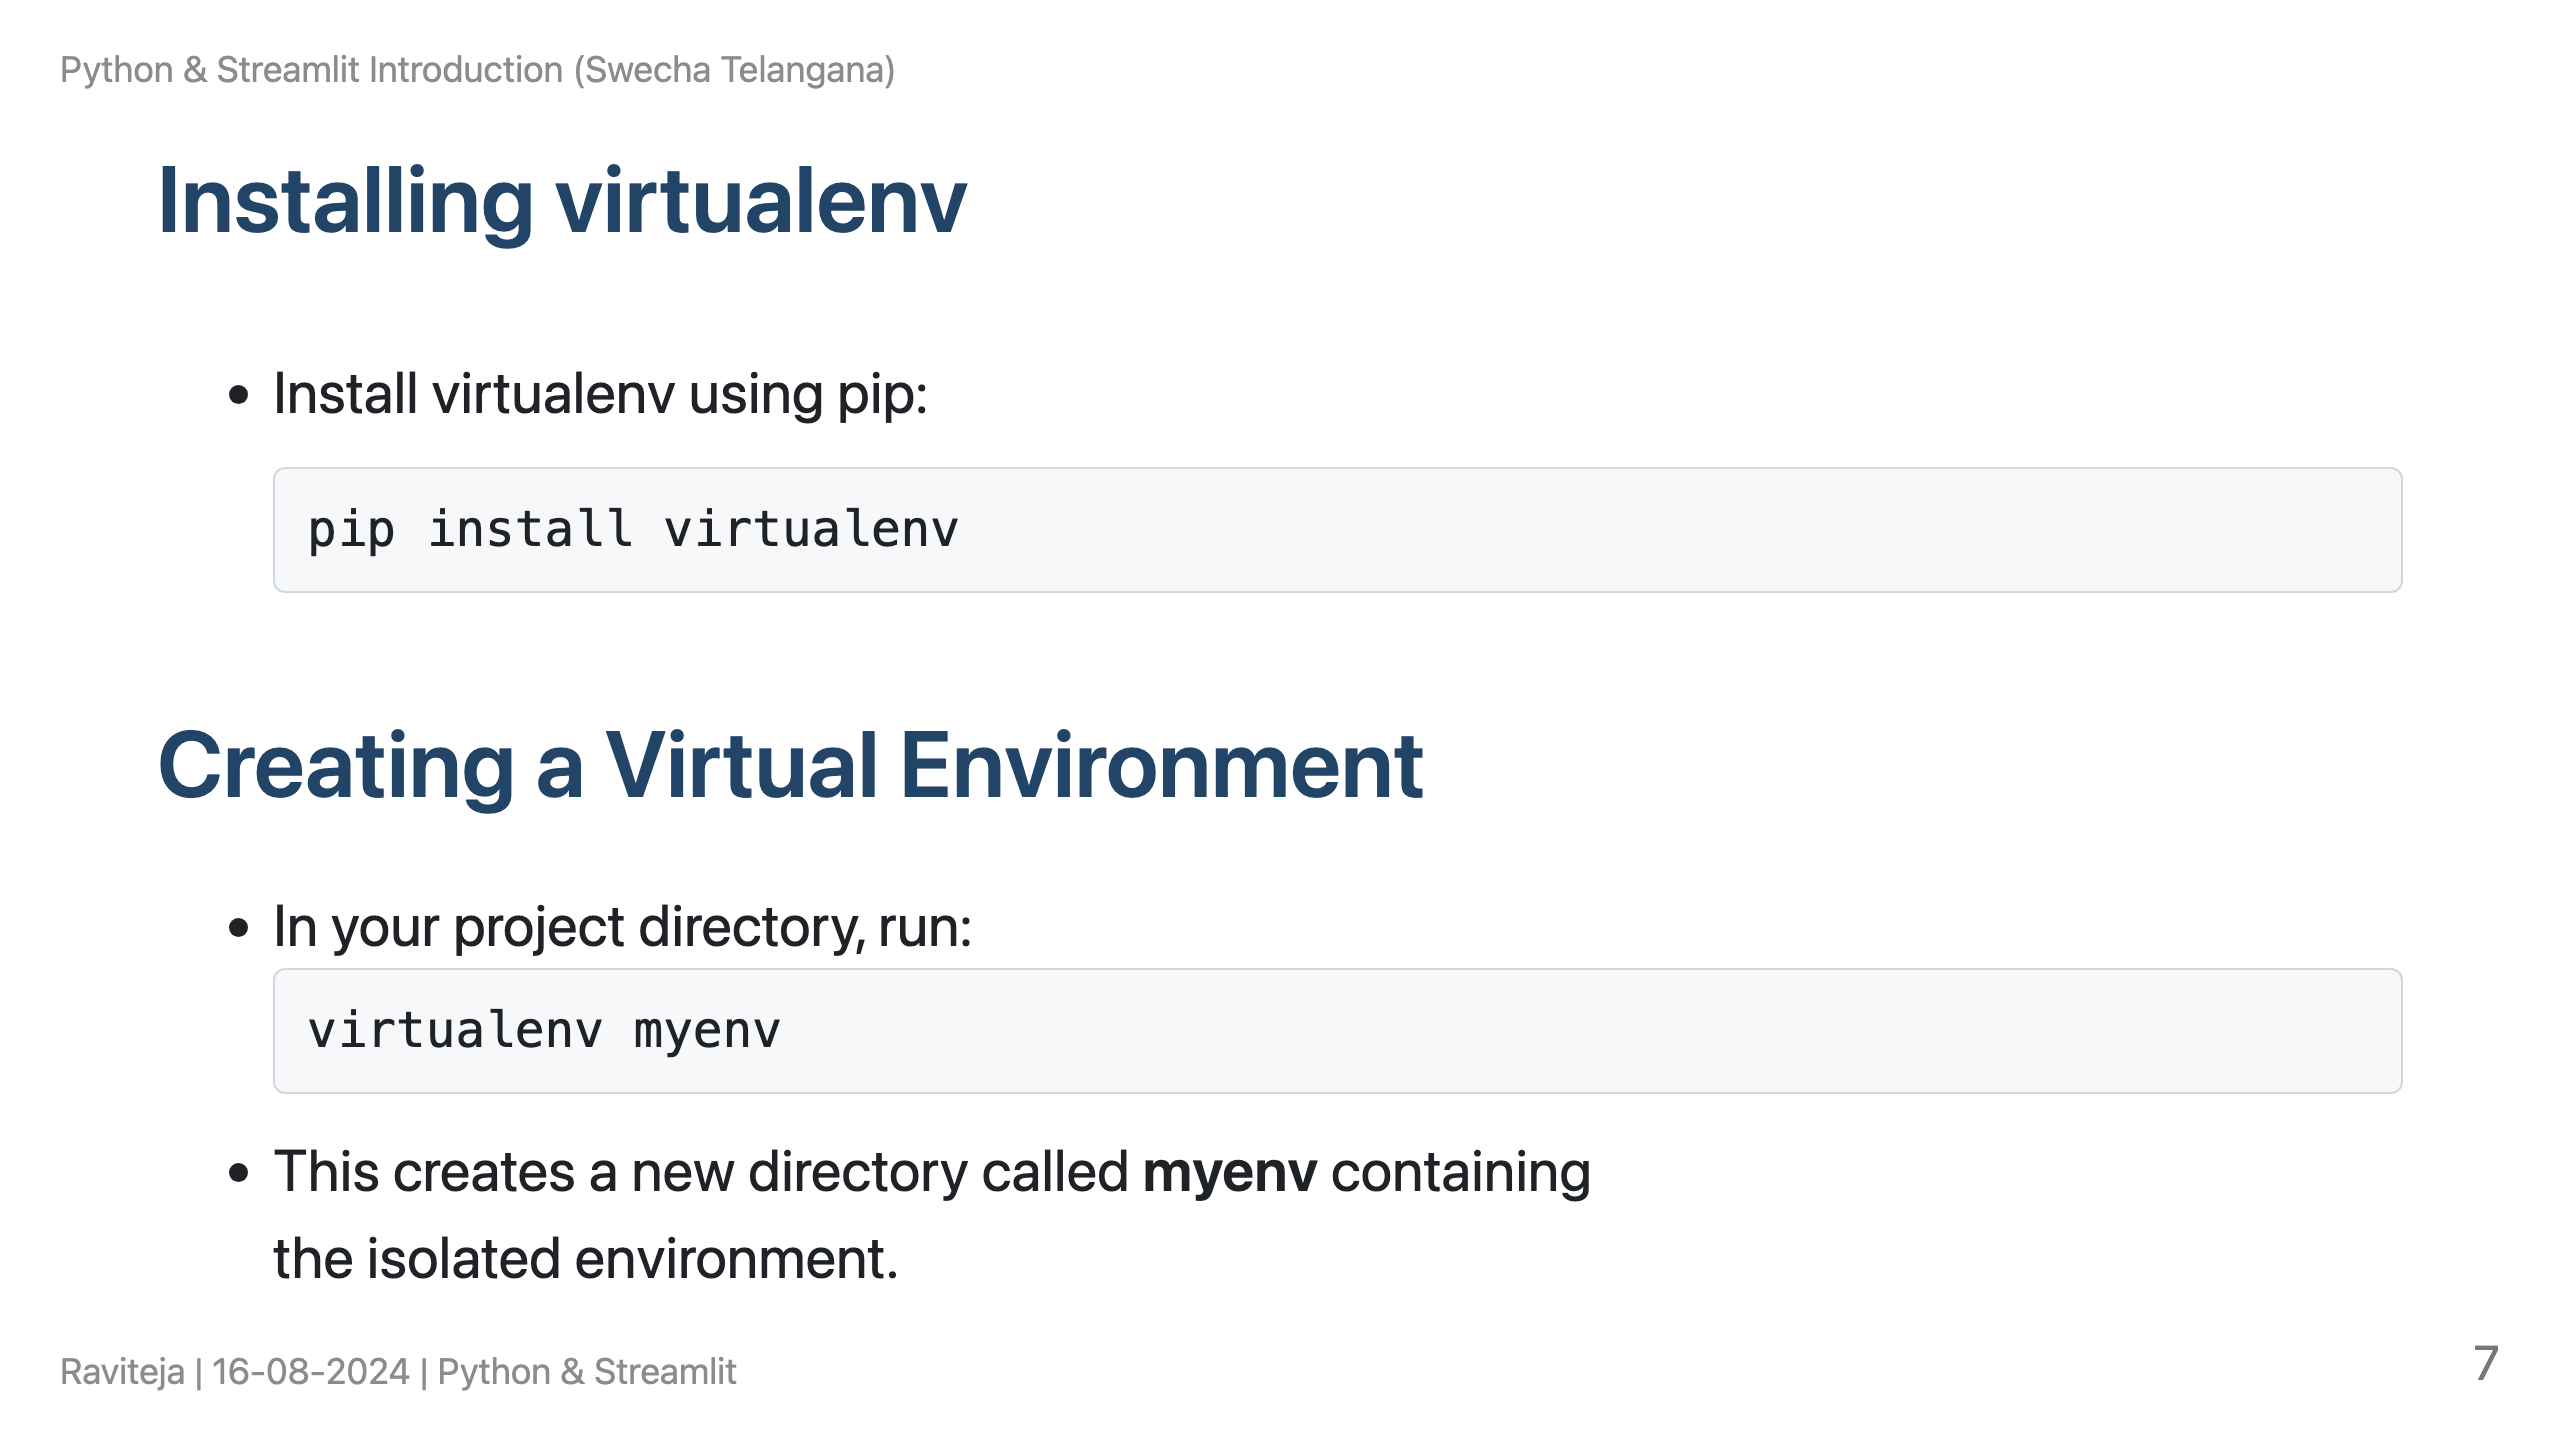 Python & Streamlit Introduction (Swecha Telangana)
Installing virtualenv
• Install virtualenv using pip:
pip install virtualenv
Creating a Virtual Environment
• In your project directory, run:
virtualenv myenv
• This creates a new directory called myenv containing
the isolated environment.
Raviteja | 16-08-2024 | Python & Streamlit
7